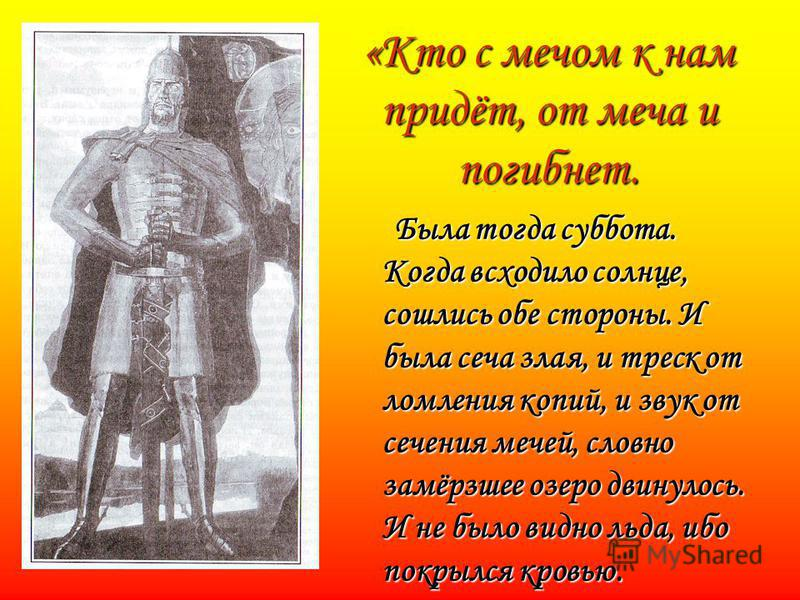 «Кто с мечом к нам
придёт, от меча и
погибнет.
Была тогда суббота.
Когда всходило солнце,
сошлись обе стороны. И
была сеча злая, и треск от
ломления копий, и звук от
сечения мечей, словно
замёрзшее озеро двинулось.
И не было видно льда, ибо
покрылся кровью.
MyShared